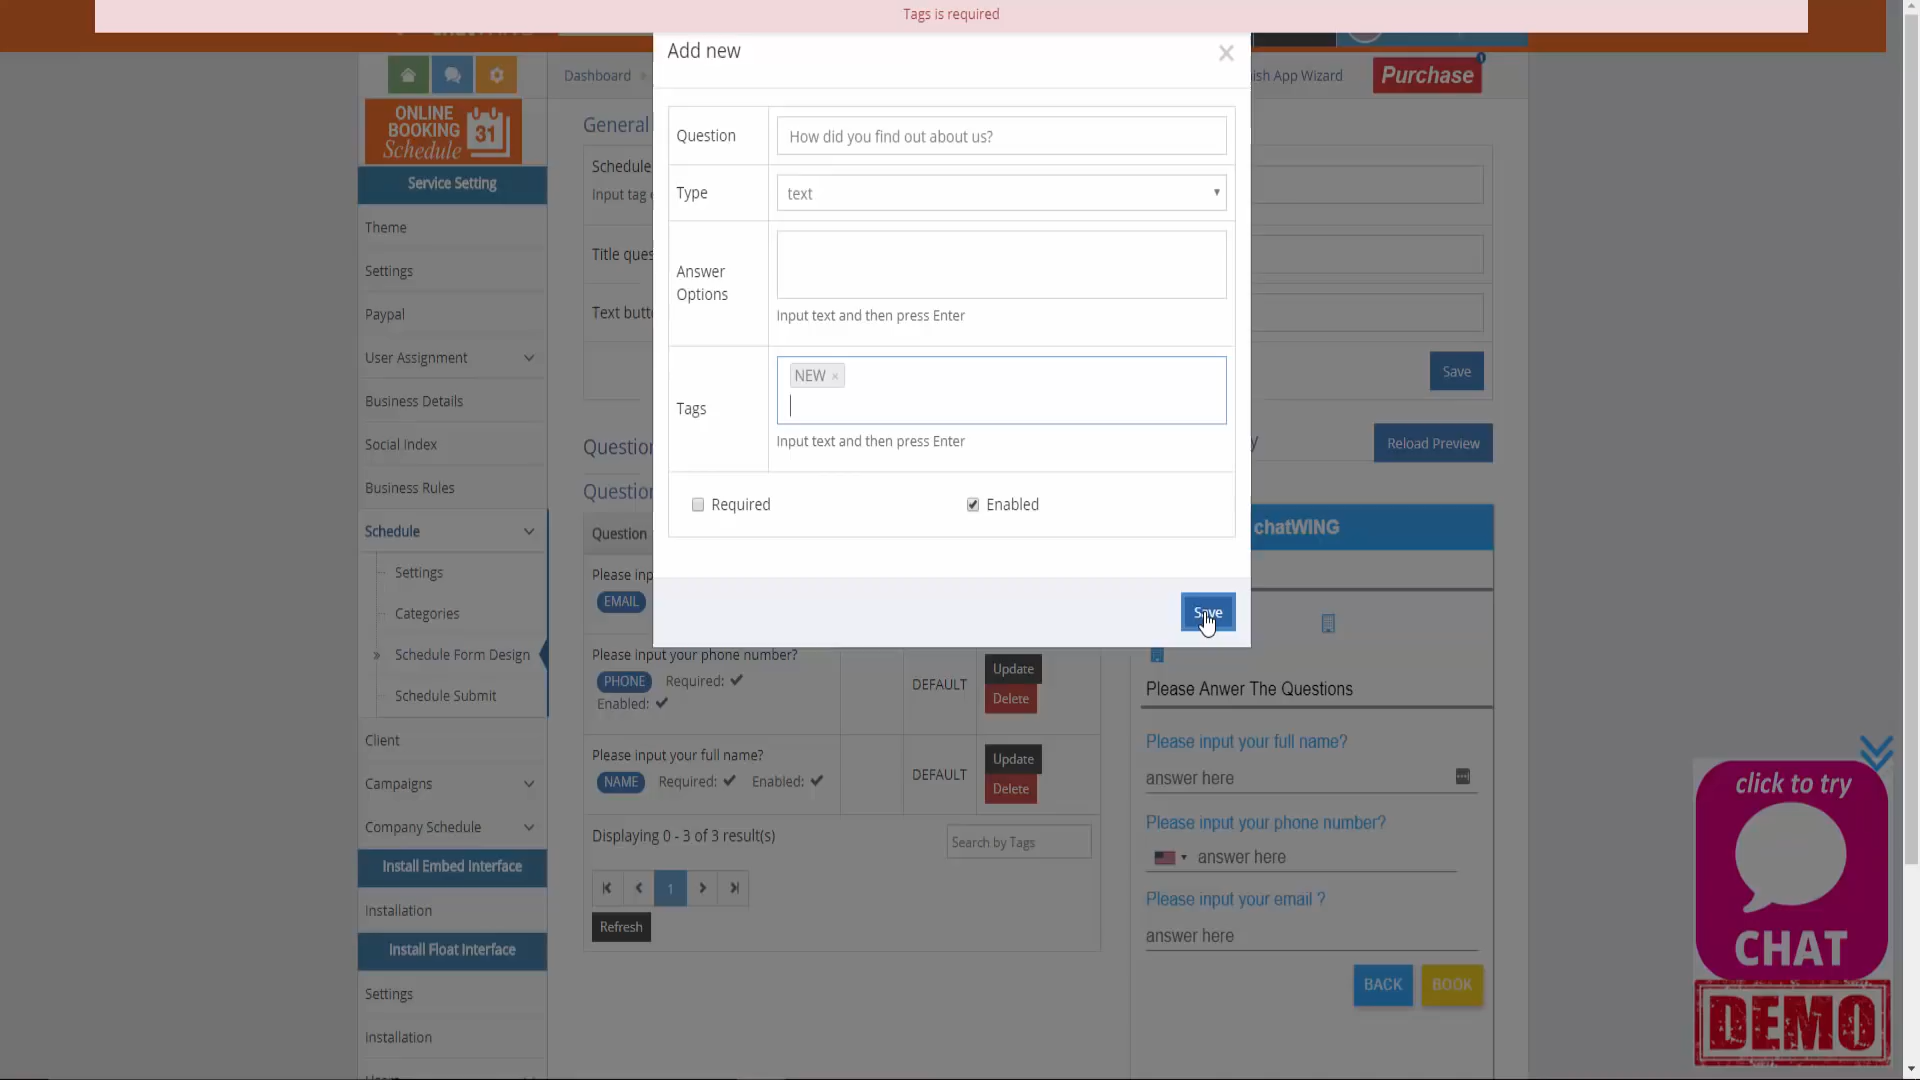 Tags is required
Add new
×
Dashboard
ish App Wizard
Purchase
1
ONLINE
BOOKING
Schedule
31
General
Question
How did you find out about us?
Service Setting
Schedule
Input tag
Type
text
Theme
Settings
Title ques
Answer
Options
Input text and then press Enter
Paypal
Text butt
User Assignment
Save
NEW ×
Tags
Input text and then press Enter
Business Details
Social Index
Question
y
Reload Preview
Business Rules
Question
Required
Enabled
Schedule
Question
chatWING
Settings
Please inp
EMAIL
Categories
Save
Schedule Form Design
Please input your phone number?
PHONE
Required:
Enabled:
DEFAULT
Update
Delete
Please Anwer The Questions
Schedule Submit
Client
Please input your full name?
NAME
Required:
Enabled:
DEFAULT
Update
Delete
Please input your full name?
answer here
Campaigns
Company Schedule
Displaying 0 - 3 of 3 result(s)
Search by Tags
Please input your phone number?
answer here
Install Embed Interface
1
Please input your email ?
answer here
Installation
Refresh
Install Float Interface
BACK
BOOK
Settings
Installation
click to try
CHAT
DEMO